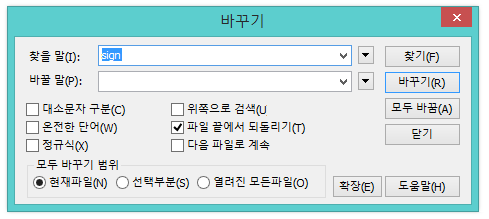 바꾸기
찾을 말(I): sign 찾기(F)
바꿀 말(P): 바꾸기(R)
대소문자 구분(C) 위쪽으로 검색(U 모두 바꿈(A)
온전한 단어(W) 파일 끝에서 되돌리기(T) 닫기
정규식(X) 다음 파일로 계속
모두 바꾸기 범위
현재파일(N) 선택부분(S) 열려진 모든파일(O) 확장(E) 도움말(H)